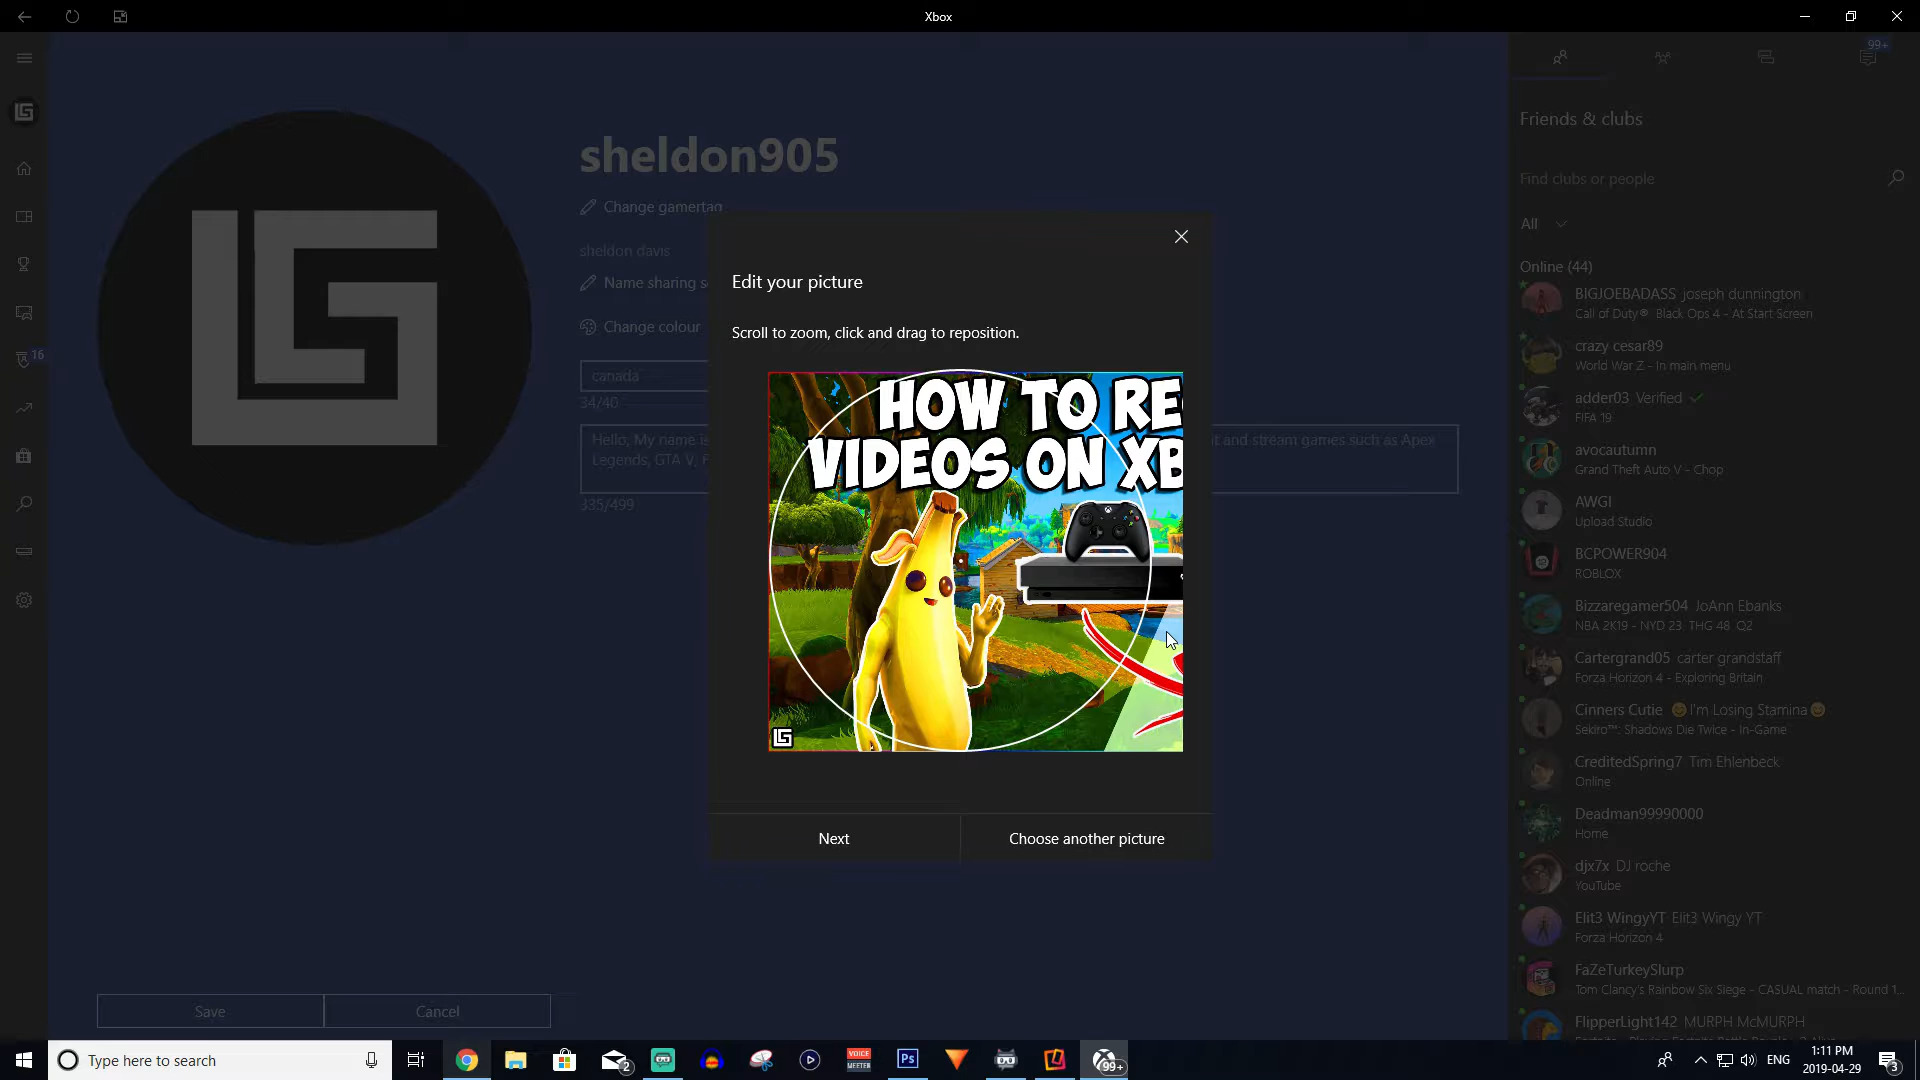 Xbox
99+
sheldon905
Change gamertag
sheldon davis
Name sharing s
Change colour
canada
34/40
Hello, My name is
t and stream games such as Apex
Legends, GTA V, F
335/499
16
Edit your picture
Scroll to zoom, click and drag to reposition.
HOW TO RE
VIDEOS ON XB
Next
Choose another picture
Save
Cancel
Friends & clubs
Find clubs or people
All
Online (44)
BIGJOEBADASS joseph dunnington
Call of Duty® Black Ops 4 - At Start Screen
crazy cesar89
World War Z - In main menu
adder03 Verified
FIFA 19
avocautumn
Grand Theft Auto V - Chop
AWGI
Upload Studio
BCPOWER904
ROBLOX
Bizzaregamer504 JoAnn Ebanks
NBA 2K19 - NYD 23 THG 48 Q2
Cartergrand05 carter grandstaff
Forza Horizon 4 - Exploring Britain
Cinners Cutie 😊I'm Losing Stamina😊
Sekiro™: Shadows Die Twice - In-Game
CreditedSpring7 Tim Ehlenbeck
Online
Deadman99990000
Home
djx7x DJ roche
YouTube
Elit3 WingyYT Elit3 Wingy YT
Forza Horizon 4
FaZeTurkeySlurp
Tom Clancy's Rainbow Six Siege - CASUAL match - Round 1...
FlipperLight142 MURPH McMURPH
Type here to search
2
VOICE
MEETER
Ps
99+
ENG
1:11 PM
2019-04-29
3